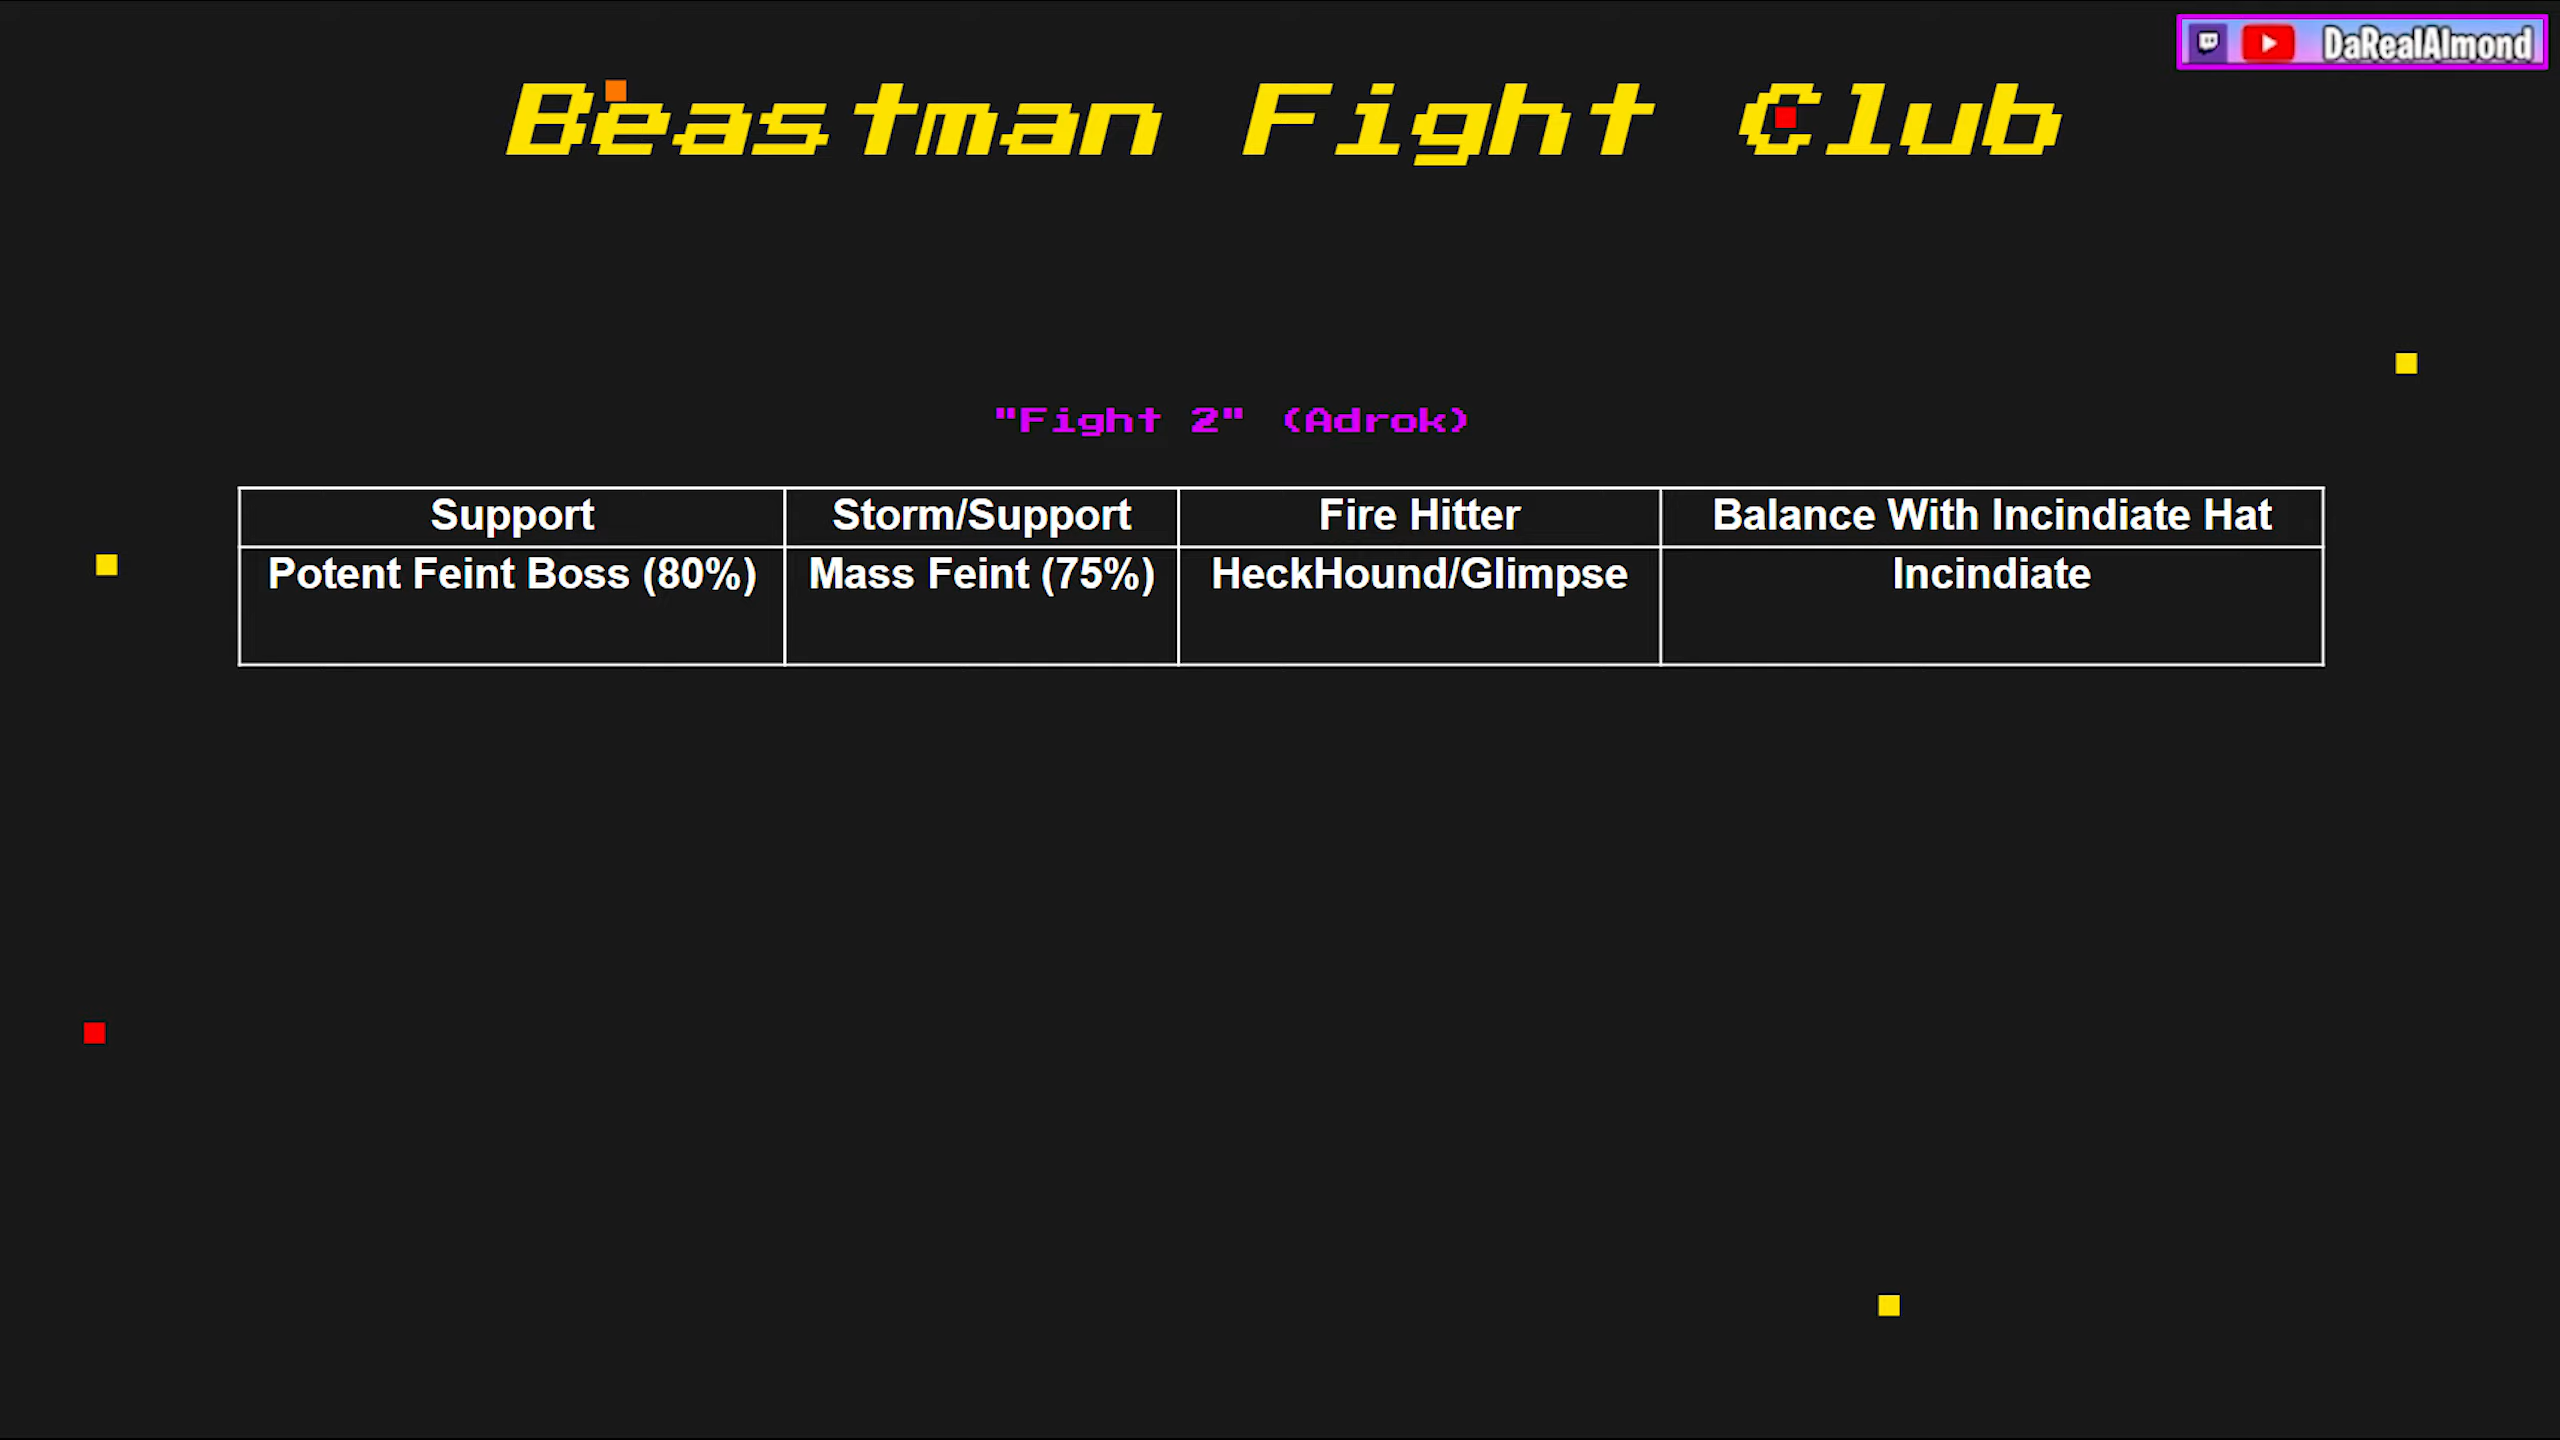 DaRealAlmond
Beastman Fight Club
"Fight 2" (Adrok)
Support Storm/Support Fire Hitter Balance With Incindiate Hat
Potent Feint Boss (80%) Mass Feint (75%) HeckHound/Glimpse Incindiate